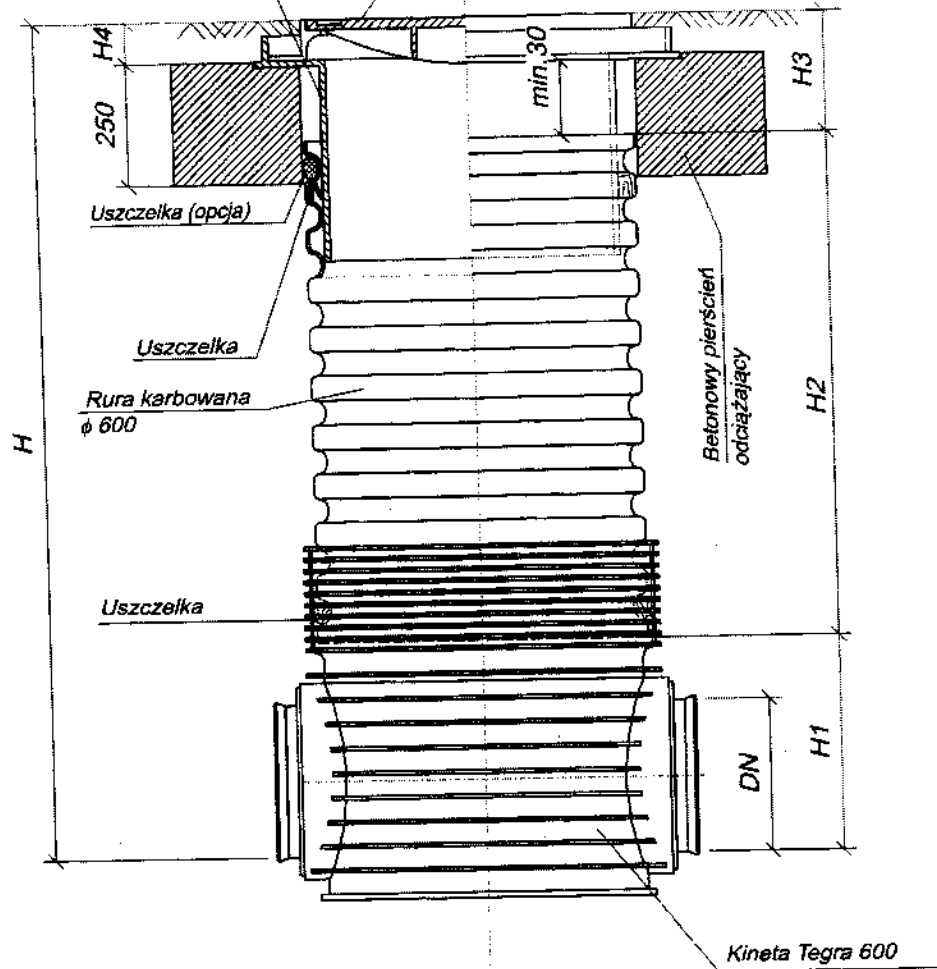 H4
H3
min. 30
250
Uszczelka (opcja)
Uszczelka
Rura karbowana
ϕ 600
H
Betonowy pierścień
odciążający
H2
Uszczelka
DN
H1
Kineta Tegra 600